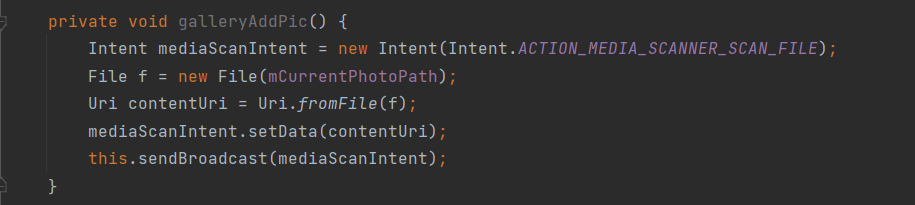 private void galleryAddPic() {
    Intent mediaScanIntent = new Intent(Intent.ACTION_MEDIA_SCANNER_SCAN_FILE);
    File f = new File(mCurrentPhotoPath);
    Uri contentUri = Uri.fromFile(f);
    mediaScanIntent.setData(contentUri);
    this.sendBroadcast(mediaScanIntent);
}